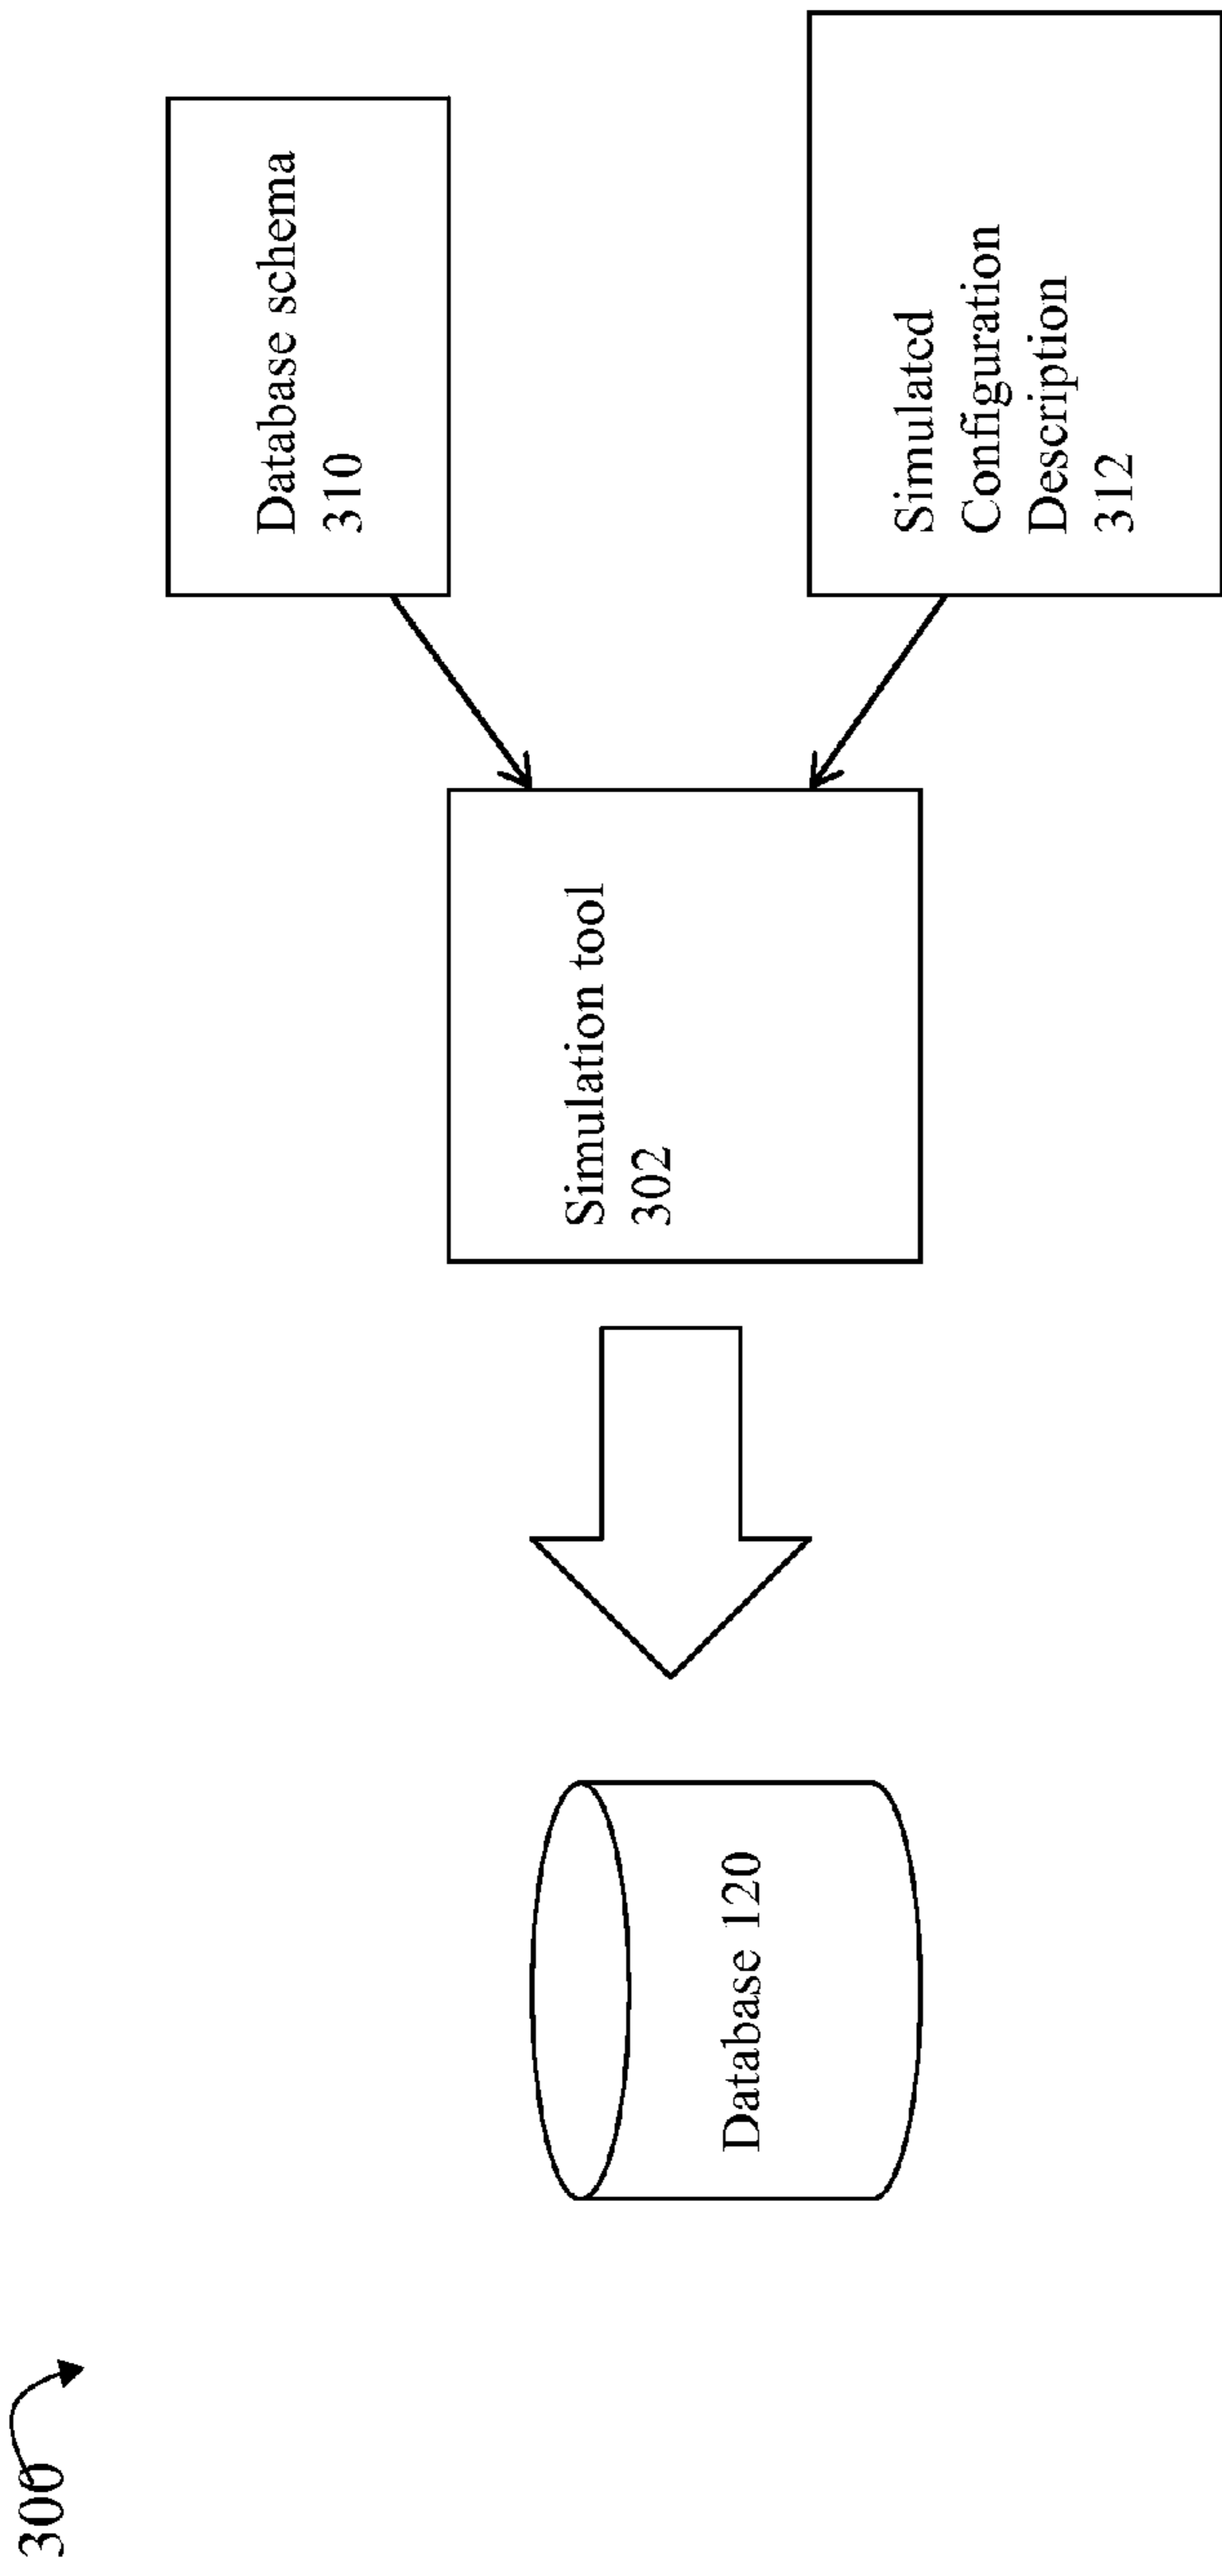 300
Database schema
310
Simulation tool
302
Database 120
Simulated
Configuration
Description
312